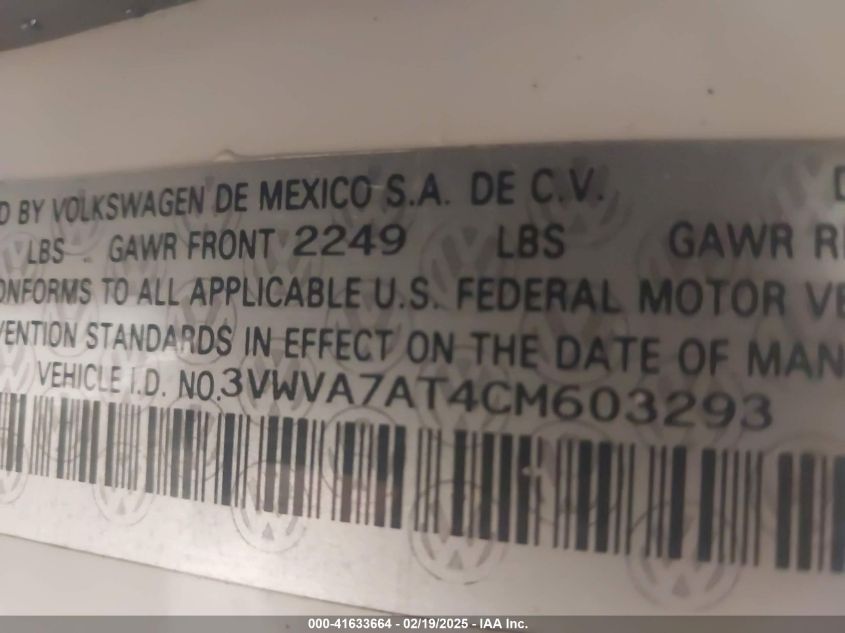 D BY VOLKSWAGEN DE MEXICO S.A. DE C.V.
LBS GAWR FRONT 2249 LBS GAWR R
ONFORMS TO ALL APPLICABLE U.S. FEDERAL MOTOR VE
VENTION STANDARDS IN EFFECT ON THE DATE OF MAN
VEHICLE I.D. NO.3VWVA7AT4CM603293
000-41633664 - 02/19/2025 - IAA Inc.